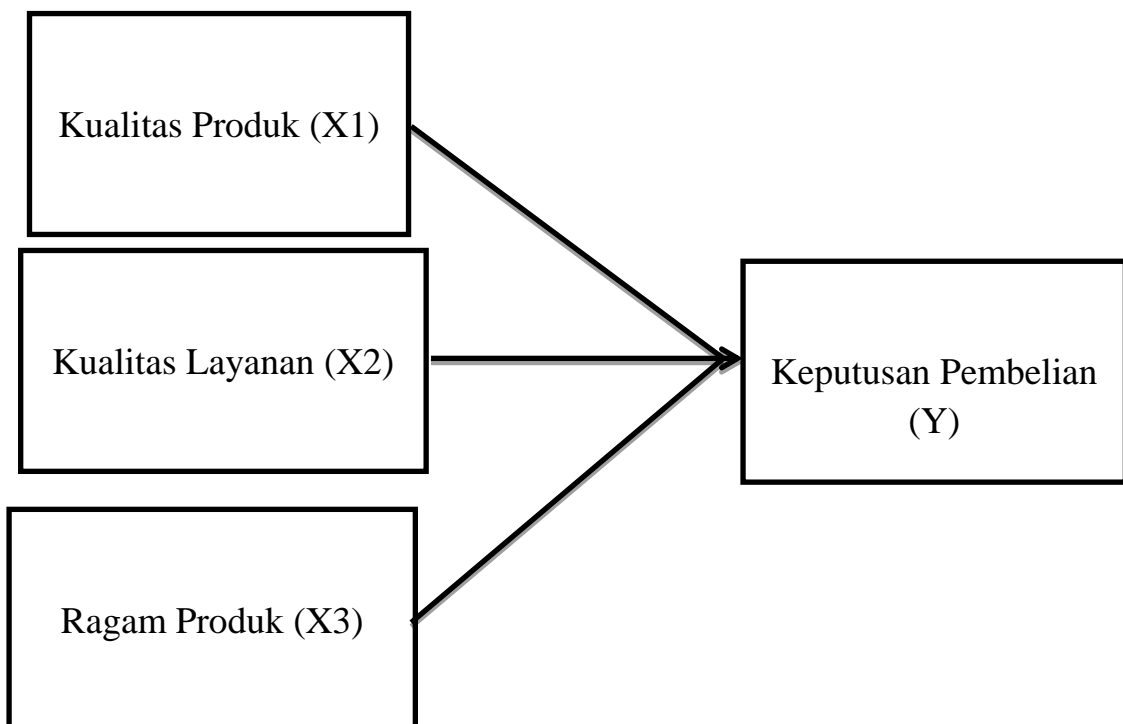 Kualitas Produk (X1)
Kualitas Layanan (X2)
Keputusan Pembelian
(Y)
Ragam Produk (X3)